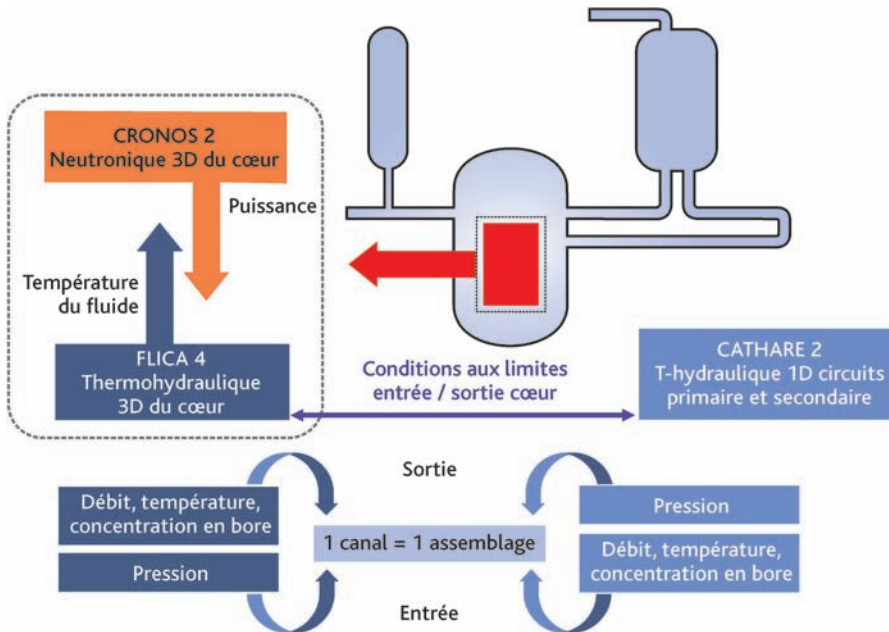 CRONOS 2
Neutronique 3D du cœur
Puissance
Température
du fluide
FLICA 4
Thermohydraulique
3D du cœur
Conditions aux limites
entrée / sortie cœur
CATHARE 2
T-hydraulique 1D circuits
primaire et secondaire
Sortie
Débit, température,
concentration en bore
Pression
1 canal = 1 assemblage
Pression
Débit, température,
concentration en bore
Entrée